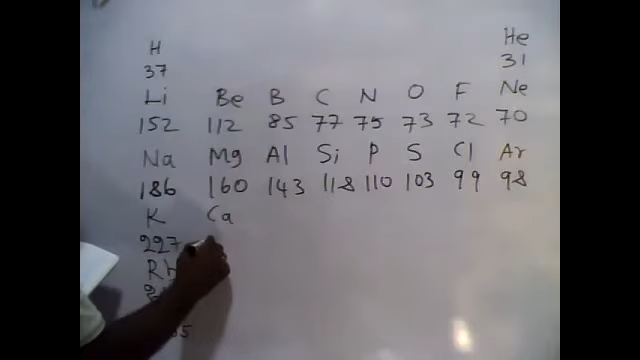 H He
37 31
Li Be B C N O F Ne
152 112 85 77 75 73 72 70
Na Mg Al Si P S Cl Ar
186 160 143 118 110 103 99 98
K Ca
227